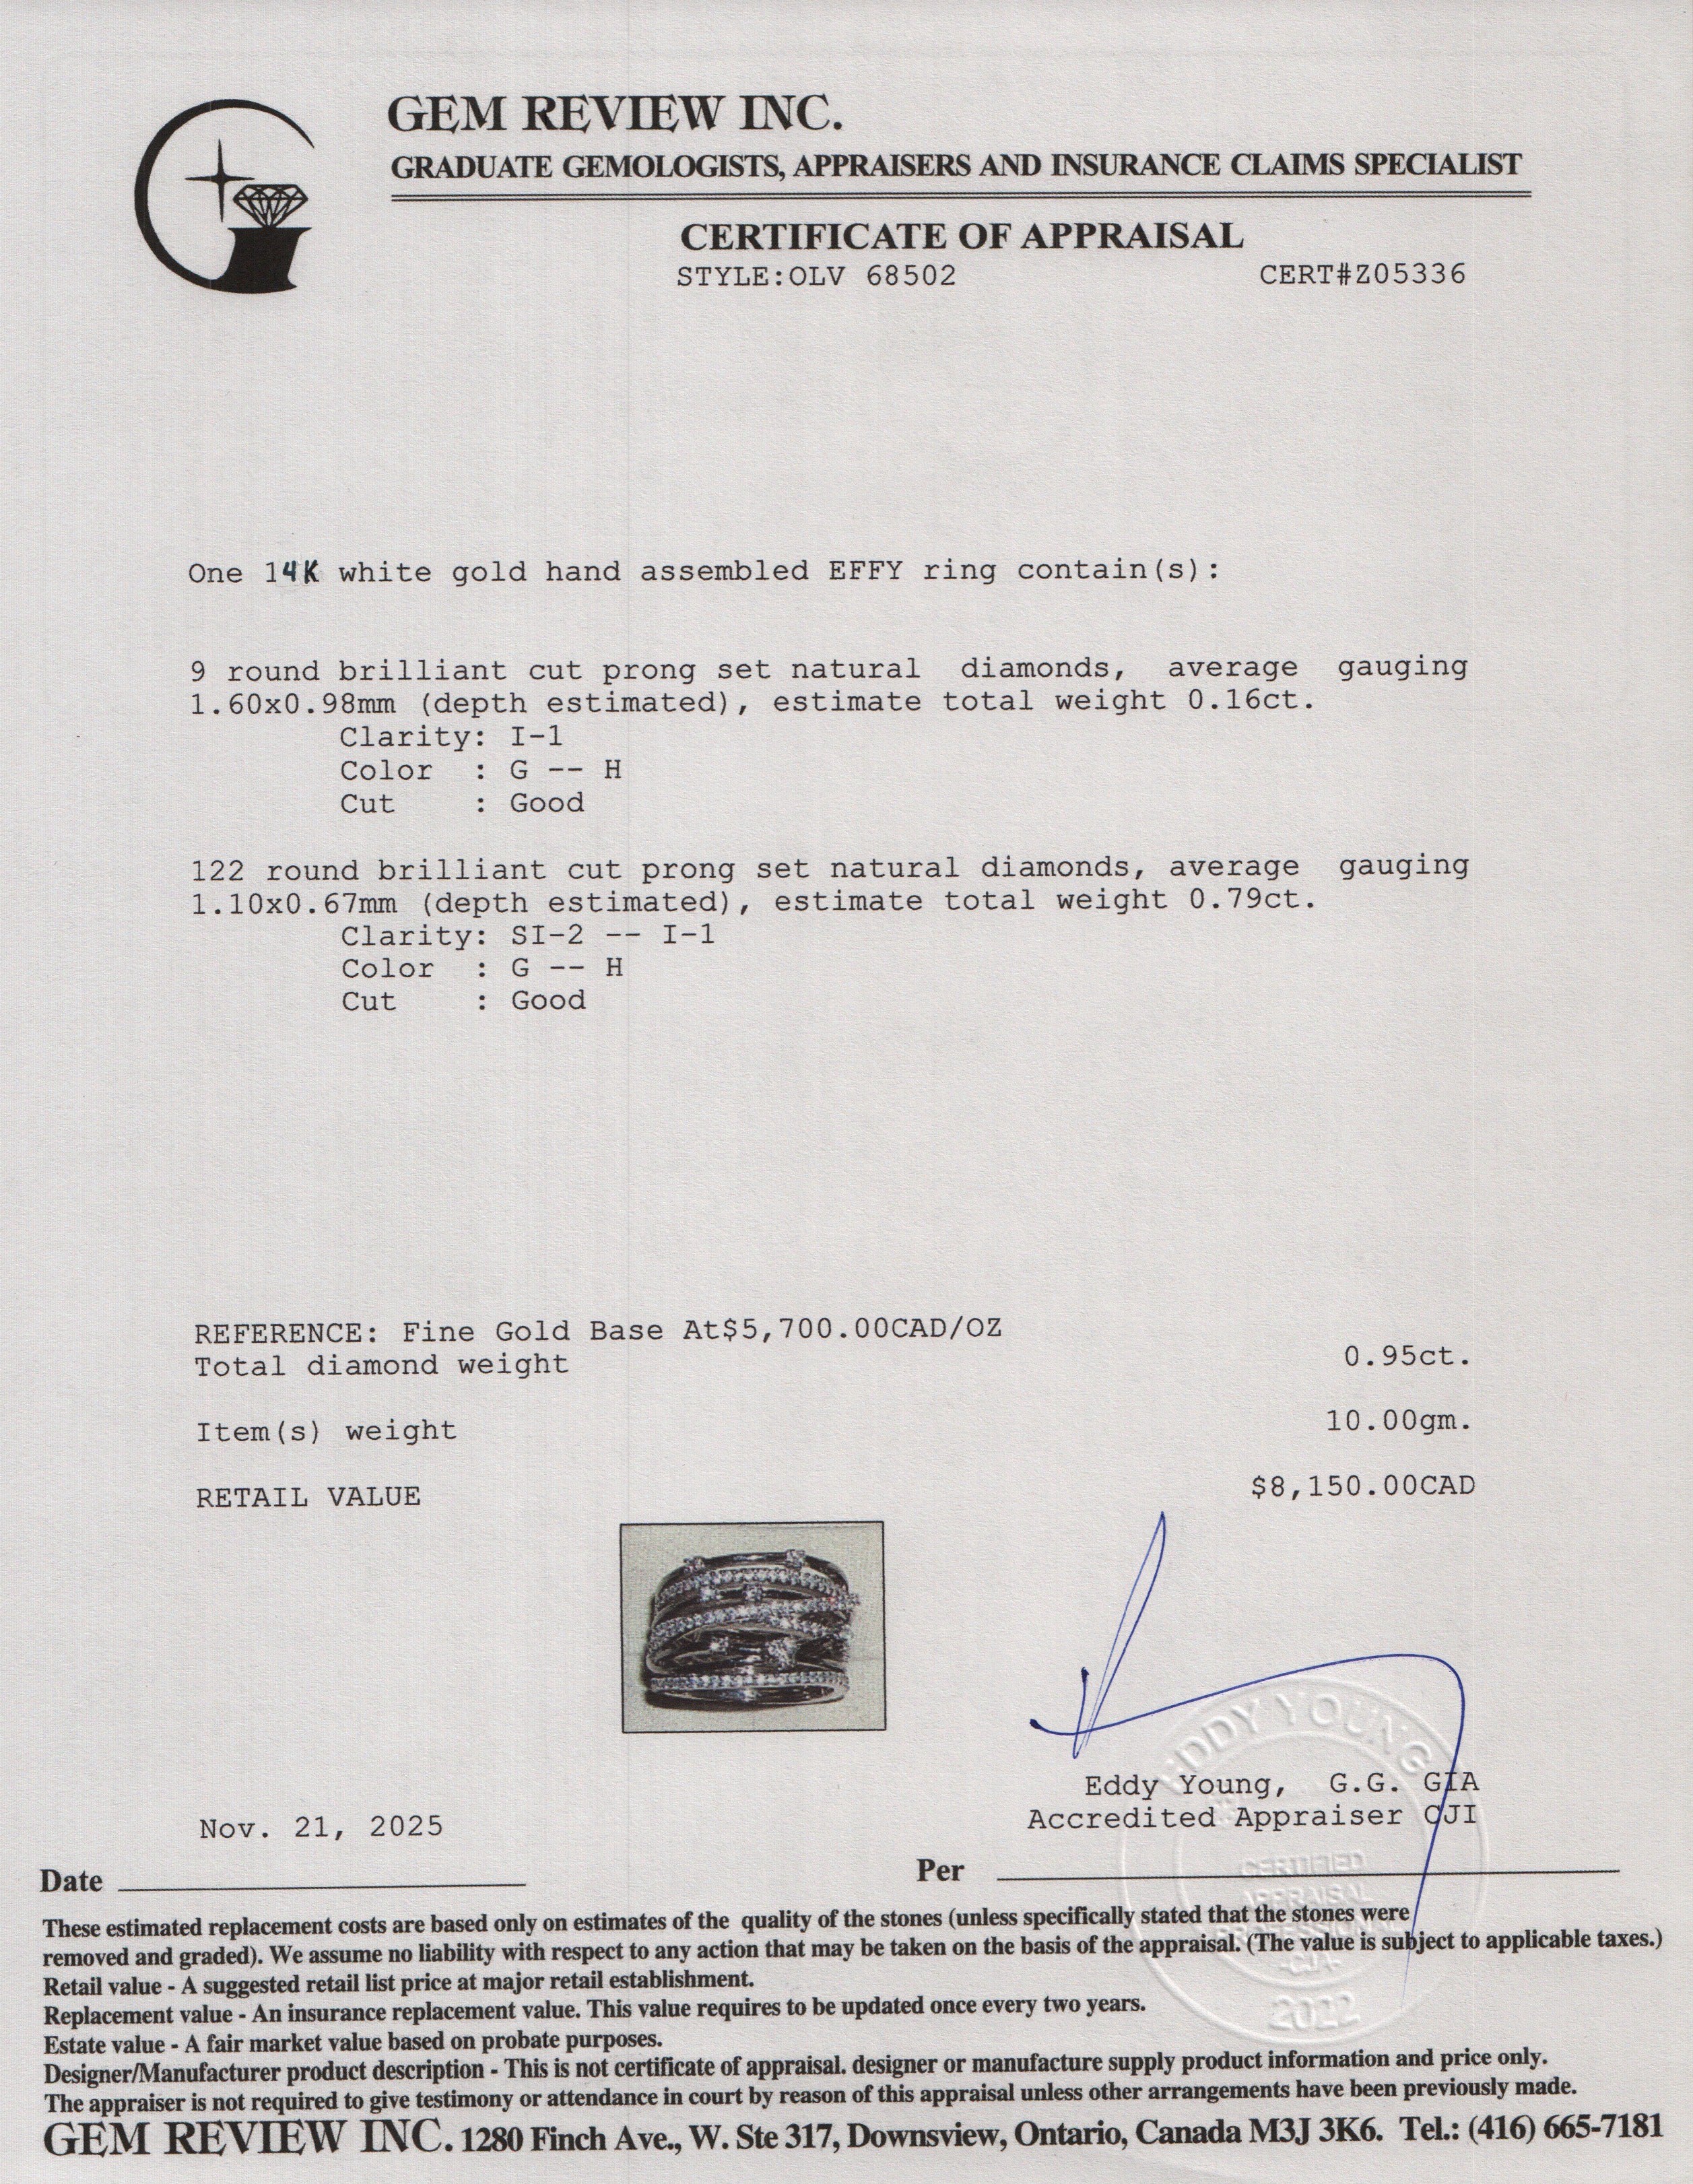 GEM REVIEW INC.
GRADUATE GEMOLOGISTS, APPRAISERS AND INSURANCE CLAIMS SPECIALIST
CERTIFICATE OF APPRAISAL
STYLE:OLV 68502 CERT#Z05336
One 14K white gold hand assembled EFFY ring contain(s):
9 round brilliant cut prong set natural diamonds, average gauging
1.60x0.98mm (depth estimated), estimate total weight 0.16ct.
Clarity: I-1
Color : G -- H
Cut : Good
122 round brilliant cut prong set natural diamonds, average gauging
1.10x0.67mm (depth estimated), estimate total weight 0.79ct.
Clarity: SI-2 -- I-1
Color : G -- H
Cut : Good
REFERENCE: Fine Gold Base At$5,700.00CAD/OZ
Total diamond weight 0.95ct.
Item(s) weight 10.00gm.
RETAIL VALUE $8,150.00CAD
EDDY YOUNG
Eddy Young, G.G. GIA
Accredited Appraiser CJI
Nov. 21, 2025
Date
Per
CERTIFIED
APPRAISAL
PROFESSIONAL
-CJA-
2022
These estimated replacement costs are based only on estimates of the quality of the stones (unless specifically stated that the stones were
removed and graded). We assume no liability with respect to any action that may be taken on the basis of the appraisal. (The value is subject to applicable taxes.)
Retail value - A suggested retail list price at major retail establishment.
Replacement value - An insurance replacement value. This value requires to be updated once every two years.
Estate value - A fair market value based on probate purposes.
Designer/Manufacturer product description - This is not certificate of appraisal. designer or manufacture supply product information and price only.
The appraiser is not required to give testimony or attendance in court by reason of this appraisal unless other arrangements have been previously made.
GEM REVIEW INC. 1280 Finch Ave., W. Ste 317, Downsview, Ontario, Canada M3J 3K6. Tel.: (416) 665-7181